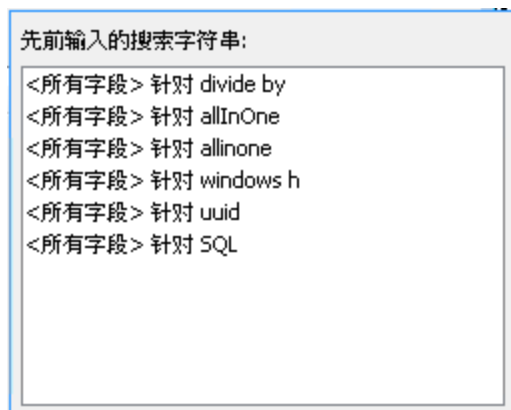 先前输入的搜索字符串:
<所有字段> 针对 divide by
<所有字段> 针对 allInOne
<所有字段> 针对 allinone
<所有字段> 针对 windows h
<所有字段> 针对 uuid
<所有字段> 针对 SQL